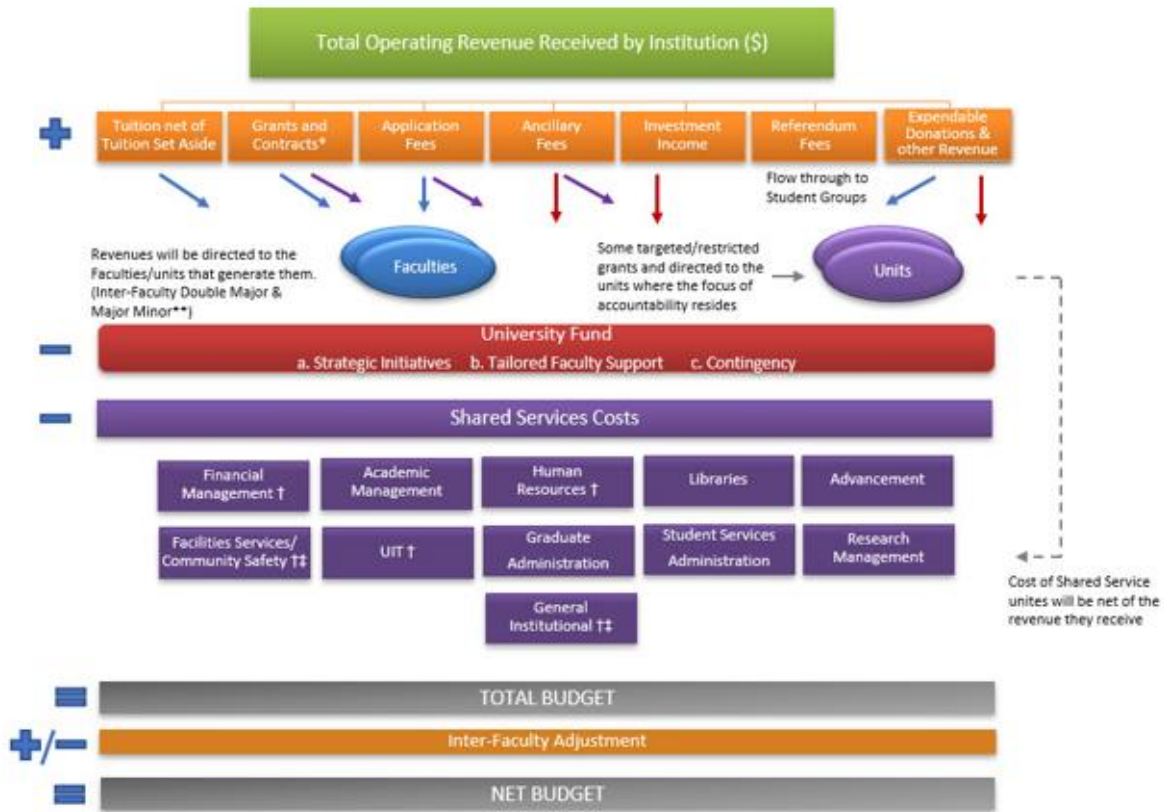 Total Operating Revenue Received by Institution ($)
Tuition net of
Tuition Set Aside
Grants and
Contracts*
Application
Fees
Ancillary
Fees
Investment
Income
Referendum
Fees
Expendable
Donations &
other Revenue
Flow through to
Student Groups
Revenues will be directed to the
Faculties/units that generate them.
(Inter-Faculty Double Major &
Major Minor**)
Faculties
Some targeted/restricted
grants and directed to the
units where the focus of
accountability resides
Units
University Fund
a. Strategic Initiatives b. Tailored Faculty Support c. Contingency
Shared Services Costs
Financial
Management †
Academic
Management
Human
Resources †
Libraries
Advancement
Facilities Services/
Community Safety †‡
UIT †
Graduate
Administration
Student Services
Administration
Research
Management
General
Institutional †‡
Cost of Shared Service
unites will be net of the
revenue they receive
TOTAL BUDGET
Inter-Faculty Adjustment
NET BUDGET